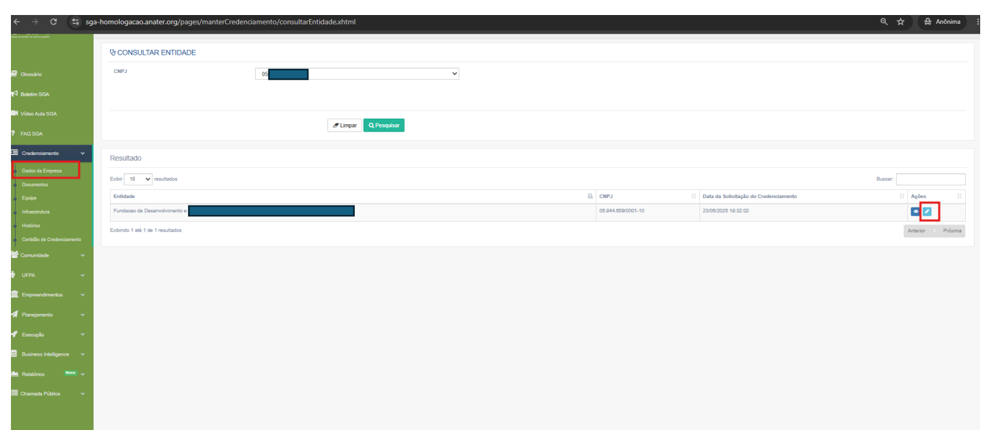 sga-homologacao.anater.org/pages/manterCredenciamento/consultarEntidade.xhtml
Anônima
Glossário
Boletim SGA
Vídeo Aula SGA
FAQ SGA
Credenciamento
Dados da Empresa
Documentos
Equipe
Infraestrutura
Histórico
Certidão de Credenciamento
Comunidade
UFPA
Empreendimentos
Planejamento
Execução
Business Intelligence
Relatórios Novo
Chamada Pública
CONSULTAR ENTIDADE
CNPJ 05
Limpar Pesquisar
Resultado
Exibir 10 resultados Buscar:
Entidade CNPJ Data da Solicitação do Credenciamento Ações
Fundacao de Desenvolvimento e 05.944.659/0001-10 23/05/2025 19:32:02
Exibindo 1 até 1 de 1 resultados Anterior 1 Próxima